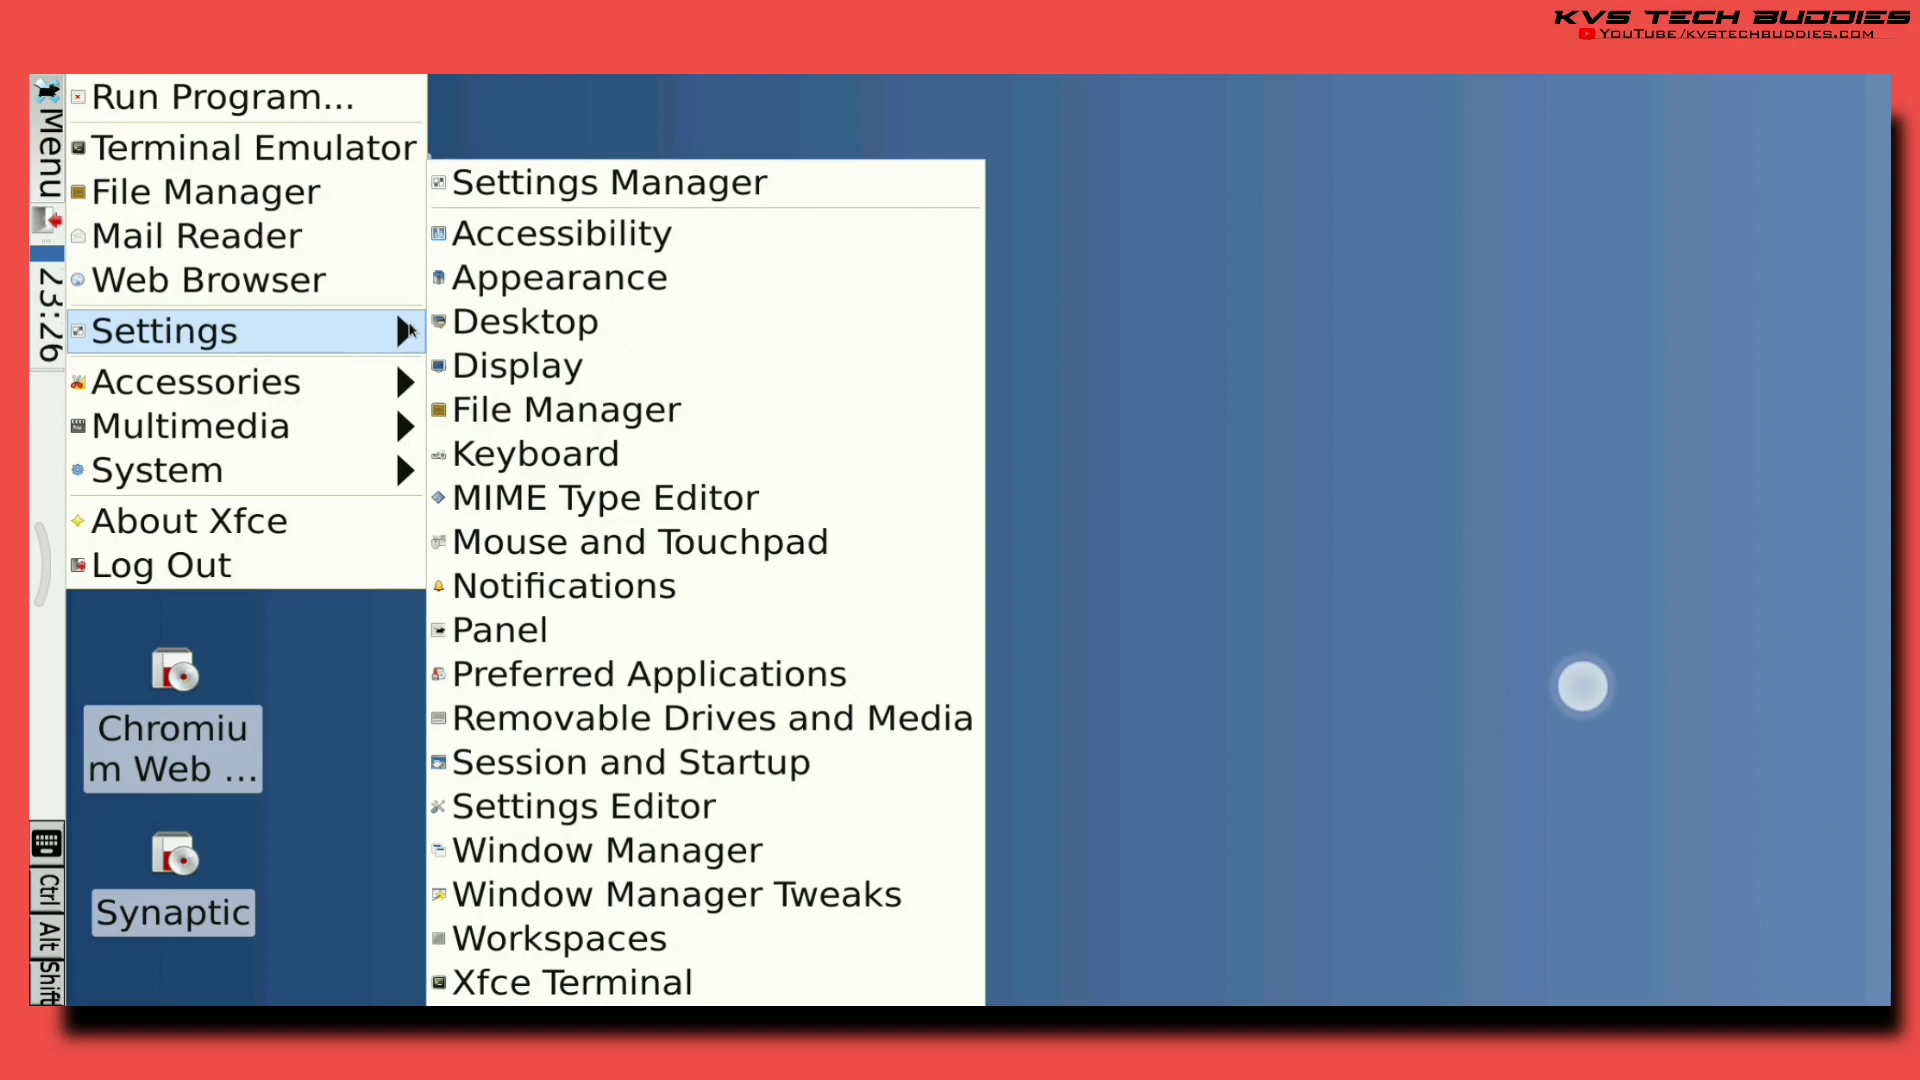 KVS TECH BUDDIES
YouTube/kvstechbuddies.com
Menu
23:26
Run Program...
Terminal Emulator
File Manager
Mail Reader
Web Browser
Settings
Accessories
Multimedia
System
About Xfce
Log Out
Settings Manager
Accessibility
Appearance
Desktop
Display
File Manager
Keyboard
MIME Type Editor
Mouse and Touchpad
Notifications
Panel
Preferred Applications
Removable Drives and Media
Session and Startup
Settings Editor
Window Manager
Window Manager Tweaks
Workspaces
Xfce Terminal
Chromiu
m Web ...
Synaptic
Ctrl
Alt
Shift